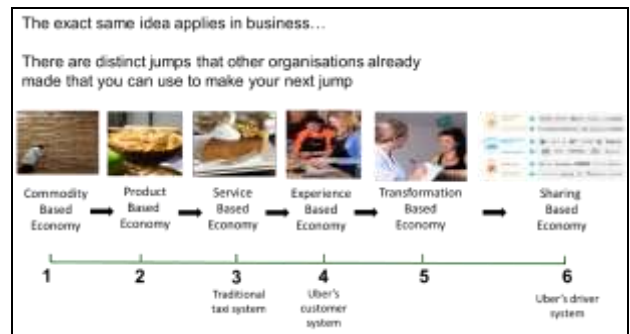 The exact same idea applies in business…
There are distinct jumps that other organisations already
made that you can use to make your next jump
Commodity
Based
Economy
Product
Based
Economy
Service
Based
Economy
Experience
Based
Economy
Transformation
Based
Economy
Sharing
Based
Economy
1 2 3 4 5 6
Traditional
taxi system
Uber's
customer
system
Uber's driver
system